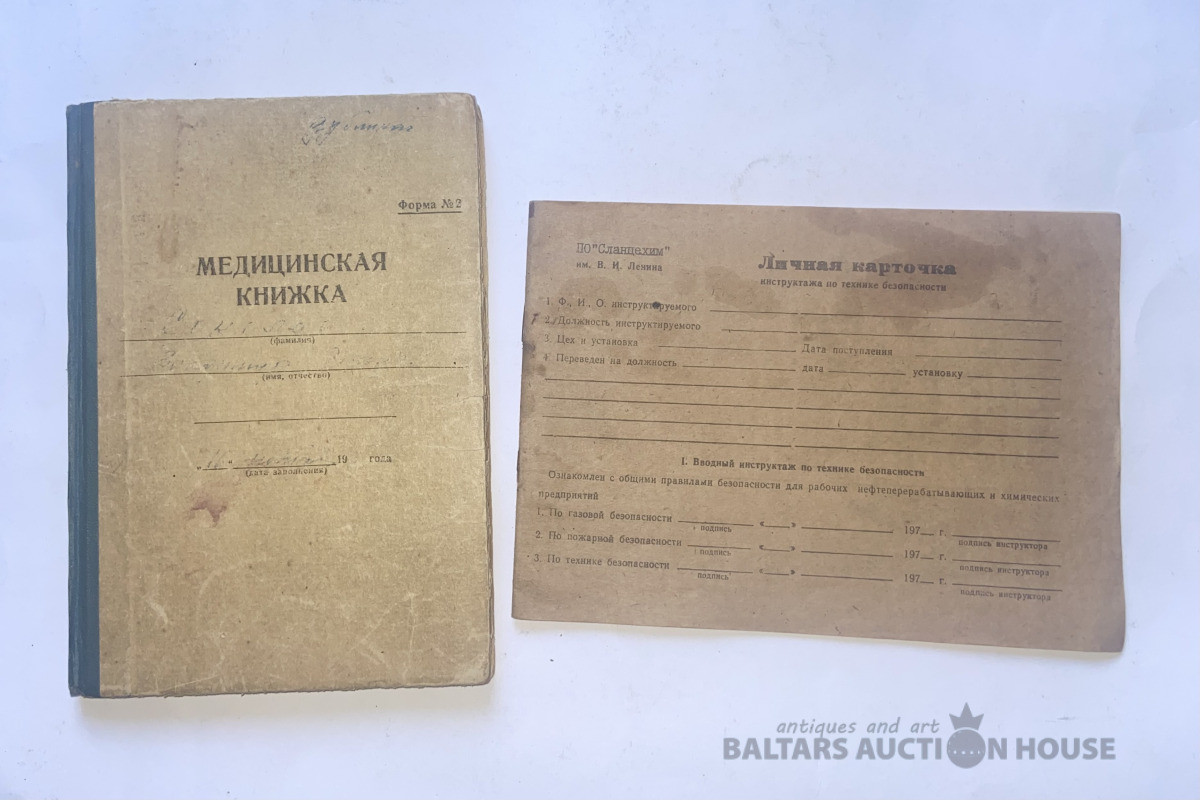 Форма №2
МЕДИЦИНСКАЯ
КНИЖКА
(фамилия)
(имя, отчество)
„ “ 19 года
(дата заполнения)
ПО"Сланцехим"
им. В. И. Ленина
Личная карточка
инструктажа по технике безопасности
1. Ф., И., О. инструктируемого
2. Должность инструктируемого
3. Цех и установка Дата поступления
4. Переведен на должность дата установку
I. Вводный инструктаж по технике безопасности
Ознакомлен с общими правилами безопасности для рабочих нефтеперерабатывающих и химических
предприятий
1. По газовой безопасности « » 197 г.
подпись подпись инструктора
2. По пожарной безопасности « » 197 г.
подпись подпись инструктора
3. По технике безопасности « » 197 г.
подпись подпись инструктора
antiques and art
BALTARS AUCTION HOUSE